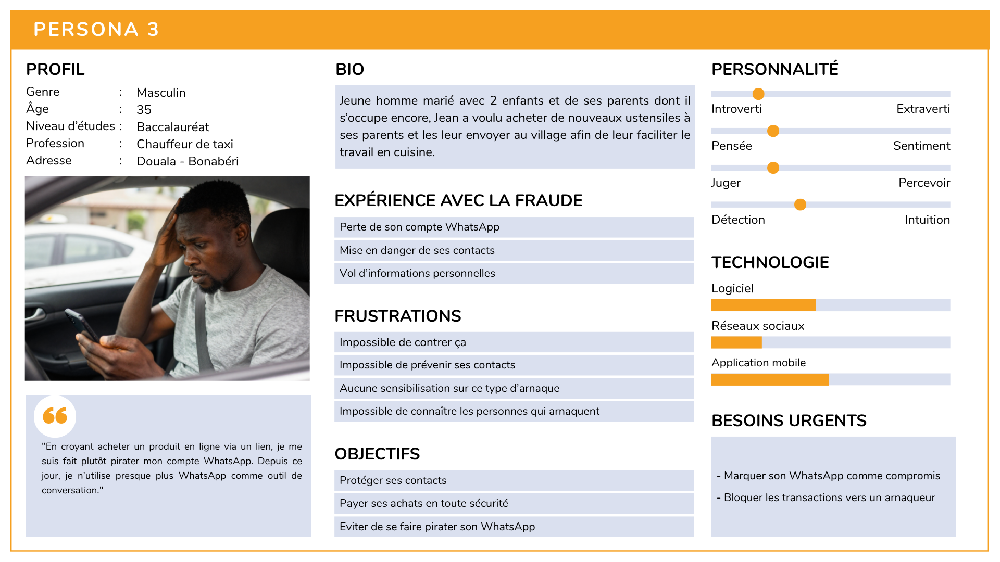 PERSONA 3
PROFIL
Genre : Masculin
Âge : 35
Niveau d’études : Baccalauréat
Profession : Chauffeur de taxi
Adresse : Douala - Bonabéri
"En croyant acheter un produit en ligne via un lien, je me
suis fait plutôt pirater mon compte WhatsApp. Depuis ce
jour, je n’utilise presque plus WhatsApp comme outil de
conversation."
BIO
Jeune homme marié avec 2 enfants et de ses parents dont il
s’occupe encore, Jean a voulu acheter de nouveaux ustensiles à
ses parents et les leur envoyer au village afin de leur faciliter le
travail en cuisine.
EXPÉRIENCE AVEC LA FRAUDE
Perte de son compte WhatsApp
Mise en danger de ses contacts
Vol d’informations personnelles
FRUSTRATIONS
Impossible de contrer ça
Impossible de prévenir ses contacts
Aucune sensibilisation sur ce type d’arnaque
Impossible de connaître les personnes qui arnaquent
OBJECTIFS
Protéger ses contacts
Payer ses achats en toute sécurité
Eviter de se faire pirater son WhatsApp
PERSONNALITÉ
Introverti Extraverti
Pensée Sentiment
Juger Percevoir
Détection Intuition
TECHNOLOGIE
Logiciel
Réseaux sociaux
Application mobile
BESOINS URGENTS
- Marquer son WhatsApp comme compromis
- Bloquer les transactions vers un arnaqueur